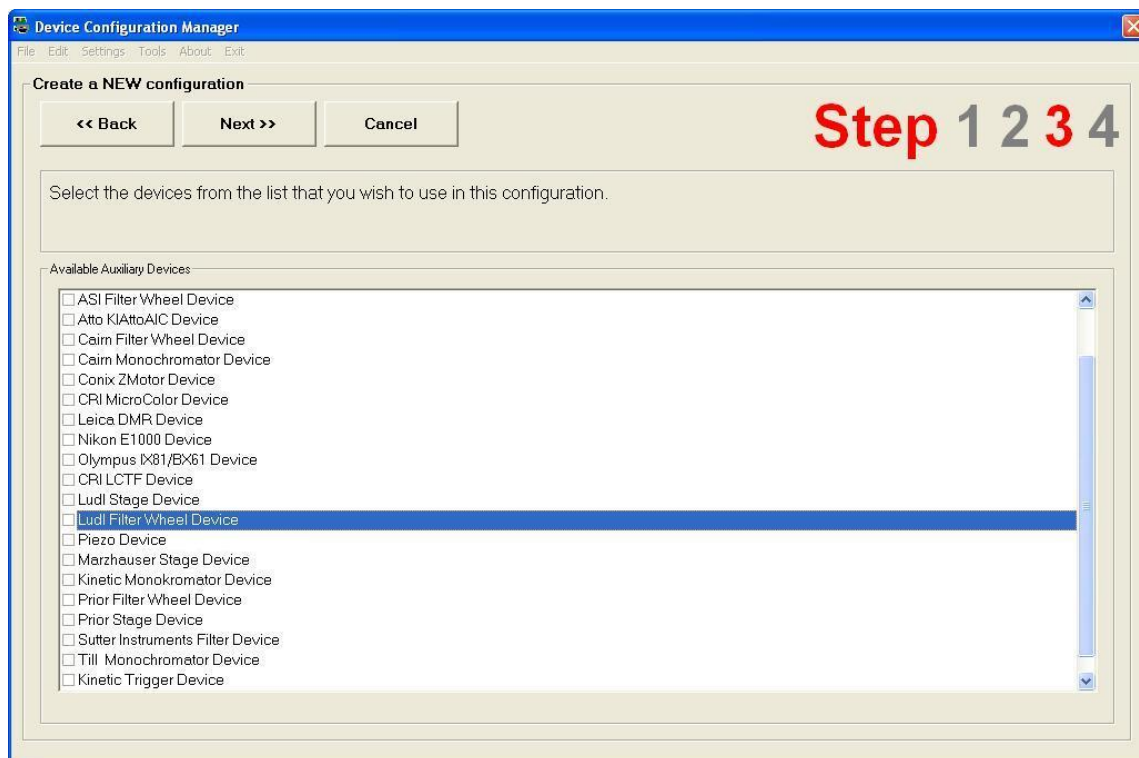 Device Configuration Manager
File Edit Settings Tools About Exit
Create a NEW configuration
<< Back Next >> Cancel
Step 1 2 3 4
Select the devices from the list that you wish to use in this configuration.
Available Auxiliary Devices
ASI Filter Wheel Device
Atto KIAttoAIC Device
Cairn Filter Wheel Device
Cairn Monochromator Device
Conix ZMotor Device
CRI MicroColor Device
Leica DMR Device
Nikon E1000 Device
Olympus IX81/BX61 Device
CRI LCTF Device
Ludl Stage Device
Ludl Filter Wheel Device
Piezo Device
Marzhauser Stage Device
Kinetic Monokromator Device
Prior Filter Wheel Device
Prior Stage Device
Sutter Instruments Filter Device
Till Monochromator Device
Kinetic Trigger Device